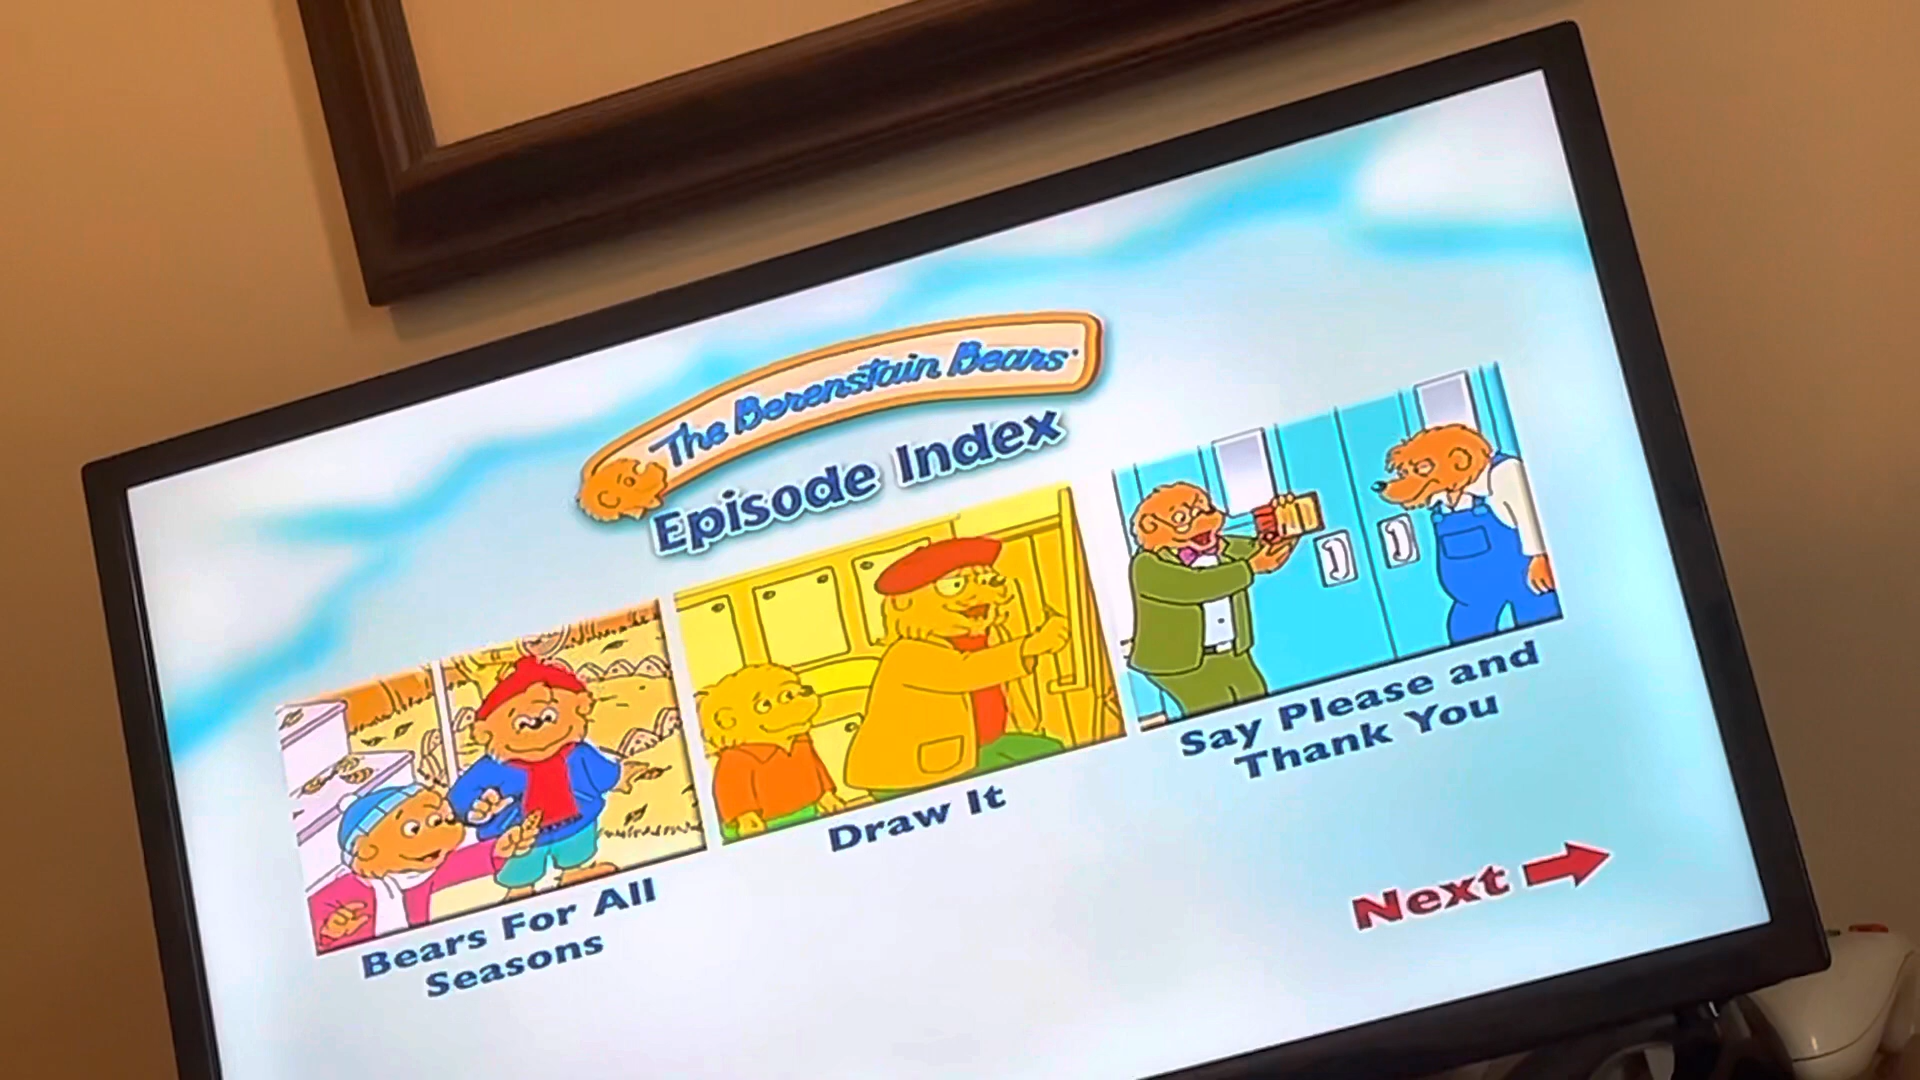 The Berenstain Bears
Episode Index
Bears For All
Seasons
Draw It
Say Please and
Thank You
Next